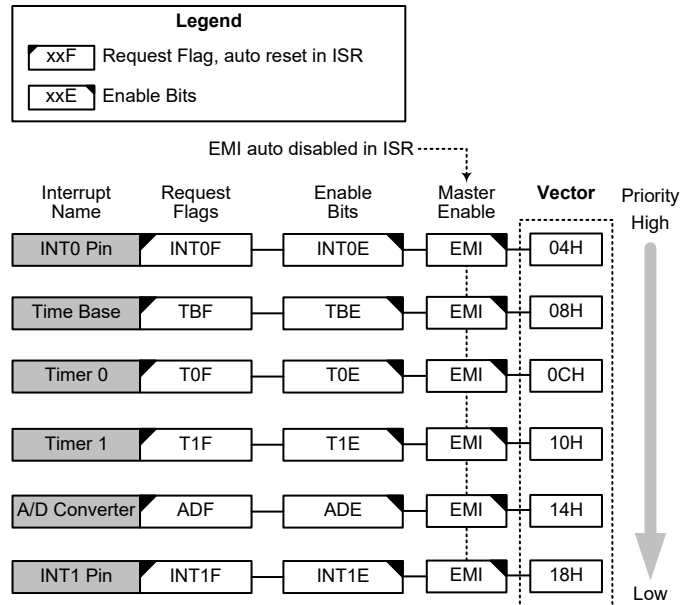 Legend
xxF Request Flag, auto reset in ISR
xxE Enable Bits
EMI auto disabled in ISR
Interrupt Name Request Flags Enable Bits Master Enable Vector Priority
High
INT0 Pin INT0F INT0E EMI 04H
Time Base TBF TBE EMI 08H
Timer 0 T0F T0E EMI 0CH
Timer 1 T1F T1E EMI 10H
A/D Converter ADF ADE EMI 14H
INT1 Pin INT1F INT1E EMI 18H
Low